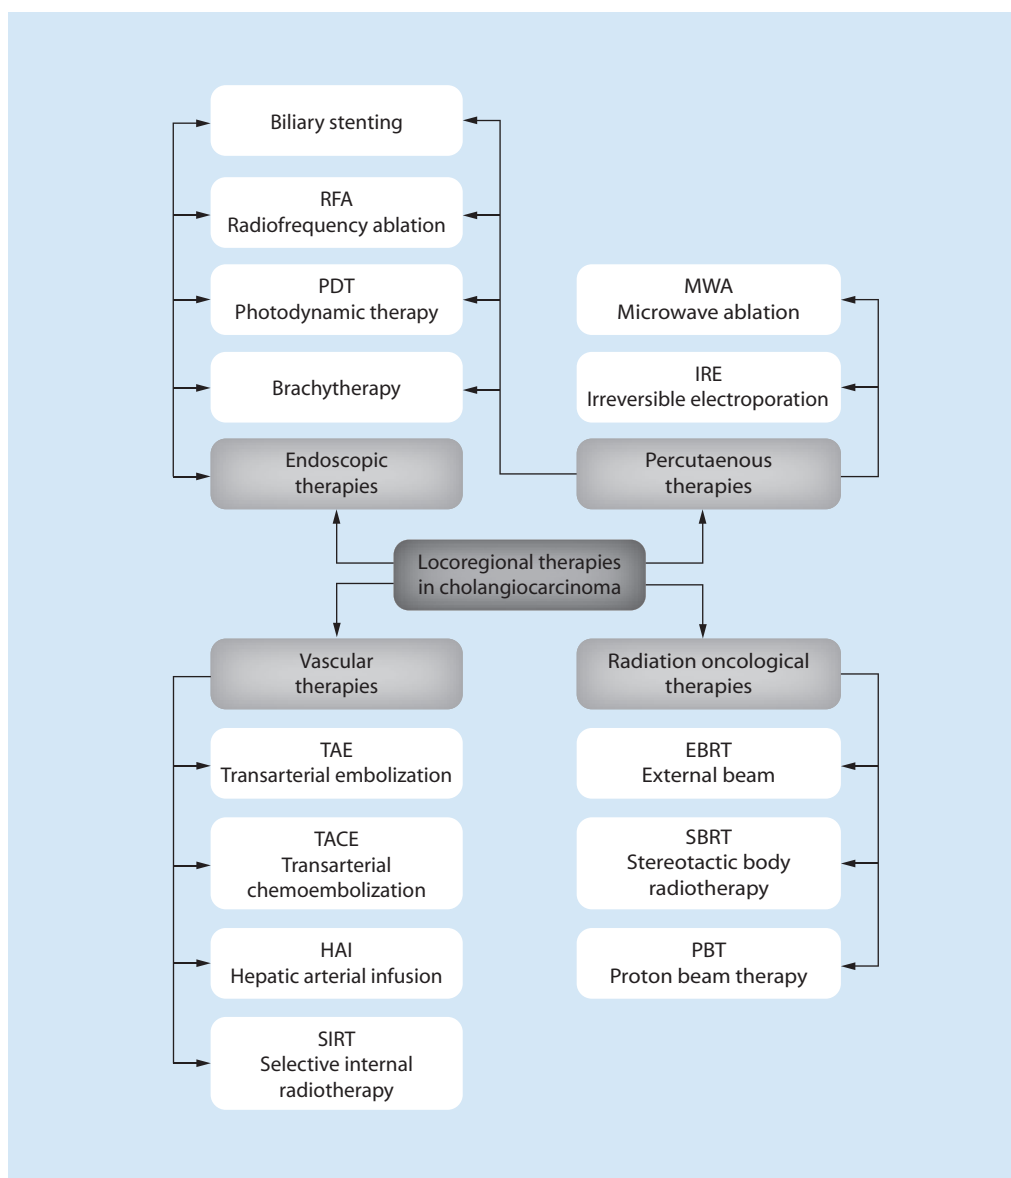 Biliary stenting
RFA
Radiofrequency ablation
PDT
Photodynamic therapy
Brachytherapy
Endoscopic
therapies
MWA
Microwave ablation
IRE
Irreversible electroporation
Percutaenous
therapies
Locoregional therapies
in cholangiocarcinoma
Vascular
therapies
TAE
Transarterial embolization
TACE
Transarterial
chemoembolization
HAI
Hepatic arterial infusion
SIRT
Selective internal
radiotherapy
Radiation oncological
therapies
EBRT
External beam
SBRT
Stereotactic body
radiotherapy
PBT
Proton beam therapy